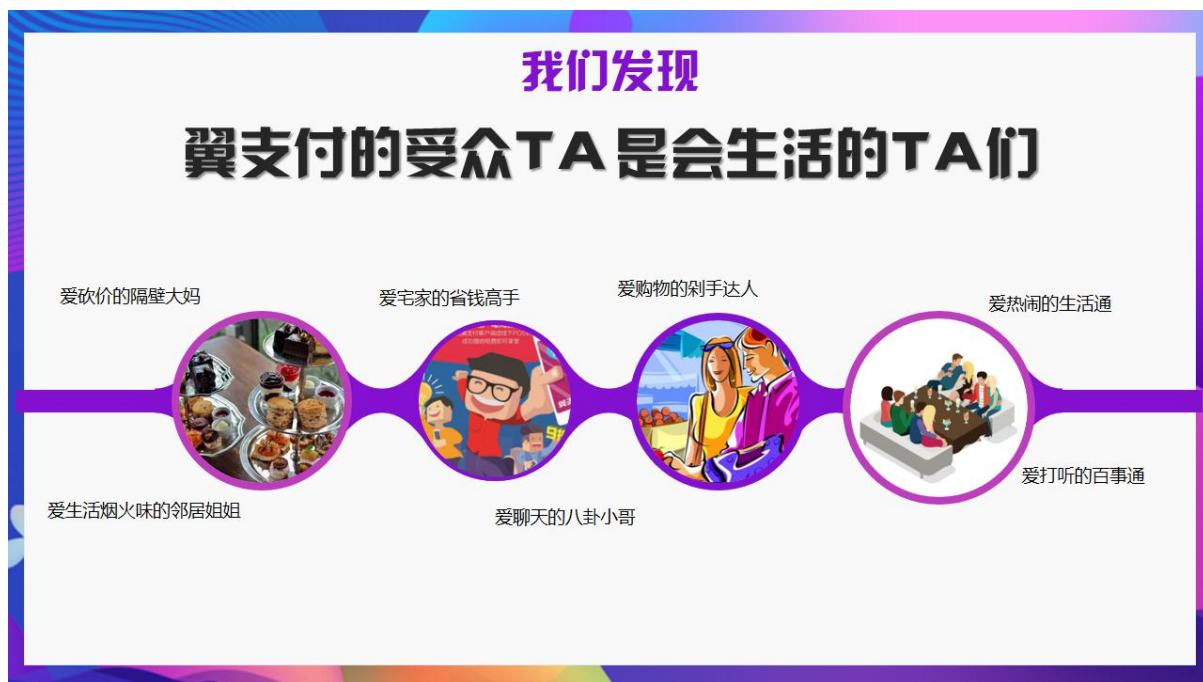 我们发现
翼支付的受众TA是会生活的TA们
爱砍价的隔壁大妈
爱宅家的省钱高手
爱购物的剁手达人
爱热闹的生活通
爱生活烟火味的邻居姐姐
爱聊天的八卦小哥
爱打听的百事通